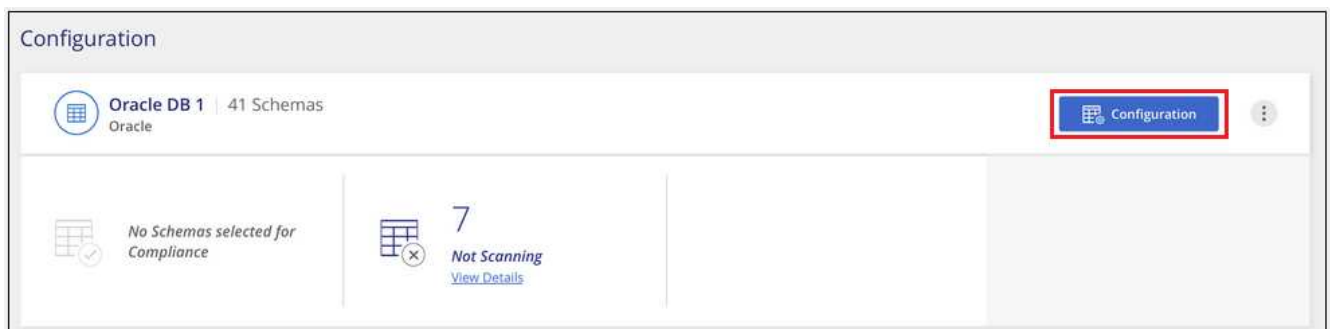 Configuration
Oracle DB 1 | 41 Schemas
Oracle
Configuration
No Schemas selected for
Compliance
7
Not Scanning
View Details